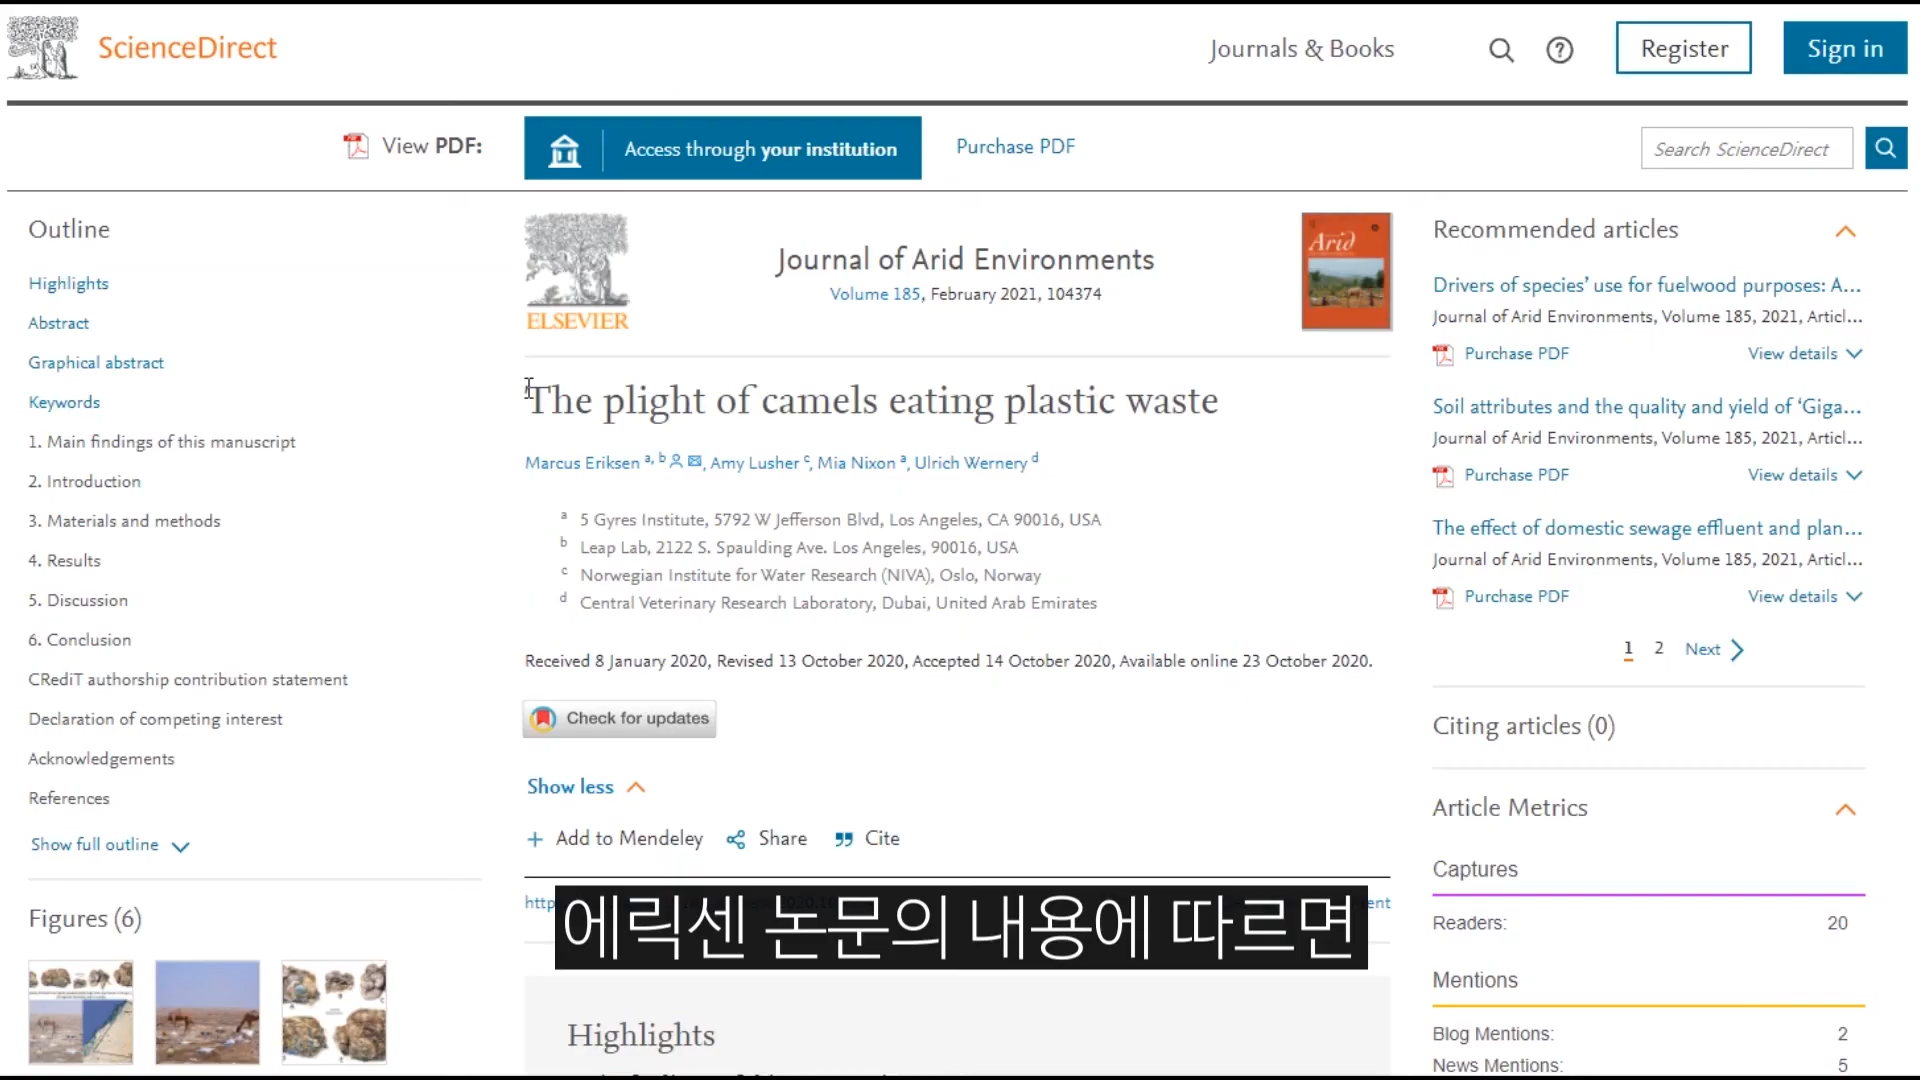 ScienceDirect
Journals & Books
Register
Sign in
View PDF:
Access through your institution
Purchase PDF
Search ScienceDirect
Outline
Highlights
Abstract
Graphical abstract
Keywords
1. Main findings of this manuscript
2. Introduction
3. Materials and methods
4. Results
5. Discussion
6. Conclusion
CRediT authorship contribution statement
Declaration of competing interest
Acknowledgements
References
Show full outline
Figures (6)
ELSEVIER
Journal of Arid Environments
Volume 185, February 2021, 104374
Arid
The plight of camels eating plastic waste
Marcus Eriksen a, b, Amy Lusher c, Mia Nixon a, Ulrich Wernery d
a 5 Gyres Institute, 5792 W Jefferson Blvd, Los Angeles, CA 90016, USA
b Leap Lab, 2122 S. Spaulding Ave. Los Angeles, 90016, USA
c Norwegian Institute for Water Research (NIVA), Oslo, Norway
d Central Veterinary Research Laboratory, Dubai, United Arab Emirates
Received 8 January 2020, Revised 13 October 2020, Accepted 14 October 2020, Available online 23 October 2020.
Check for updates
Show less
Add to Mendeley
Share
Cite
에릭센 논문의 내용에 따르면
Highlights
Recommended articles
Drivers of species' use for fuelwood purposes: A...
Journal of Arid Environments, Volume 185, 2021, Articl...
Purchase PDF
View details
Soil attributes and the quality and yield of 'Giga...
Journal of Arid Environments, Volume 185, 2021, Articl...
Purchase PDF
View details
The effect of domestic sewage effluent and plan...
Journal of Arid Environments, Volume 185, 2021, Articl...
Purchase PDF
View details
1 2 Next
Citing articles (0)
Article Metrics
Captures
Readers: 20
Mentions
Blog Mentions: 2
News Mentions: 5